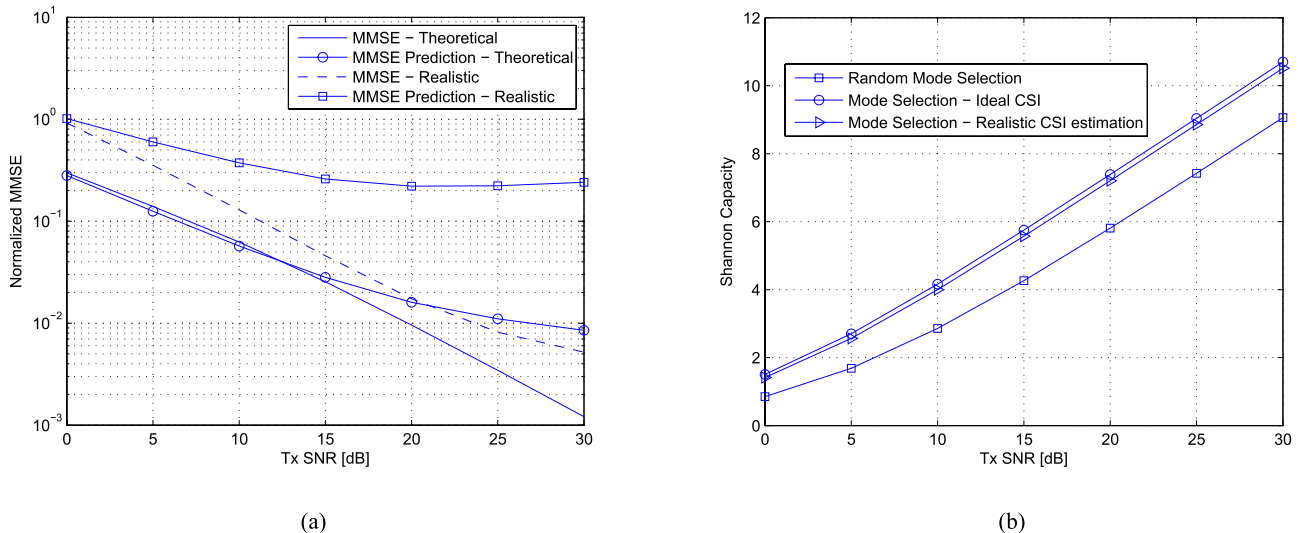 10^1
10^0
10^−1
10^−2
10^−3
Normalized MMSE
MMSE − Theoretical
MMSE Prediction − Theoretical
MMSE − Realistic
MMSE Prediction − Realistic
0 5 10 15 20 25 30
Tx SNR [dB]
(a)
12
10
8
6
4
2
0
Shannon Capacity
Random Mode Selection
Mode Selection − Ideal CSI
Mode Selection − Realistic CSI estimation
0 5 10 15 20 25 30
Tx SNR [dB]
(b)